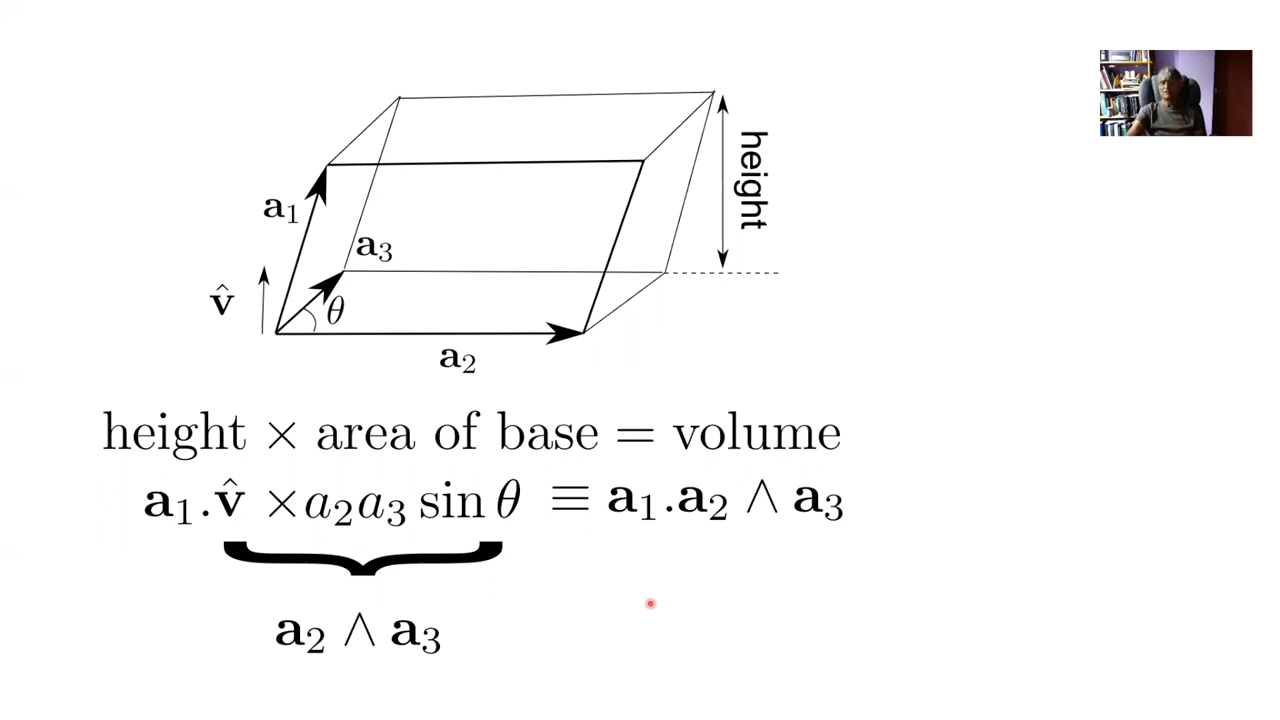 height
a₁
a₃
v̂
θ
a₂
height × area of base = volume
a₁.v̂ ×a₂a₃ sin θ ≡ a₁.a₂ ∧ a₃
a₂ ∧ a₃